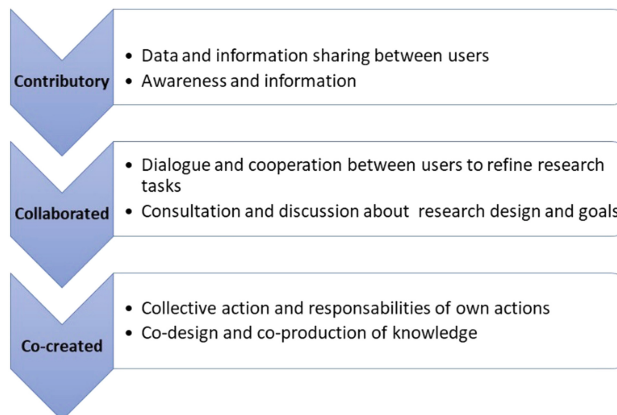 Contributory
• Data and information sharing between users
• Awareness and information
Collaborated
• Dialogue and cooperation between users to refine research
tasks
• Consultation and discussion about research design and goals
Co-created
• Collective action and responsabilities of own actions
• Co-design and co-production of knowledge